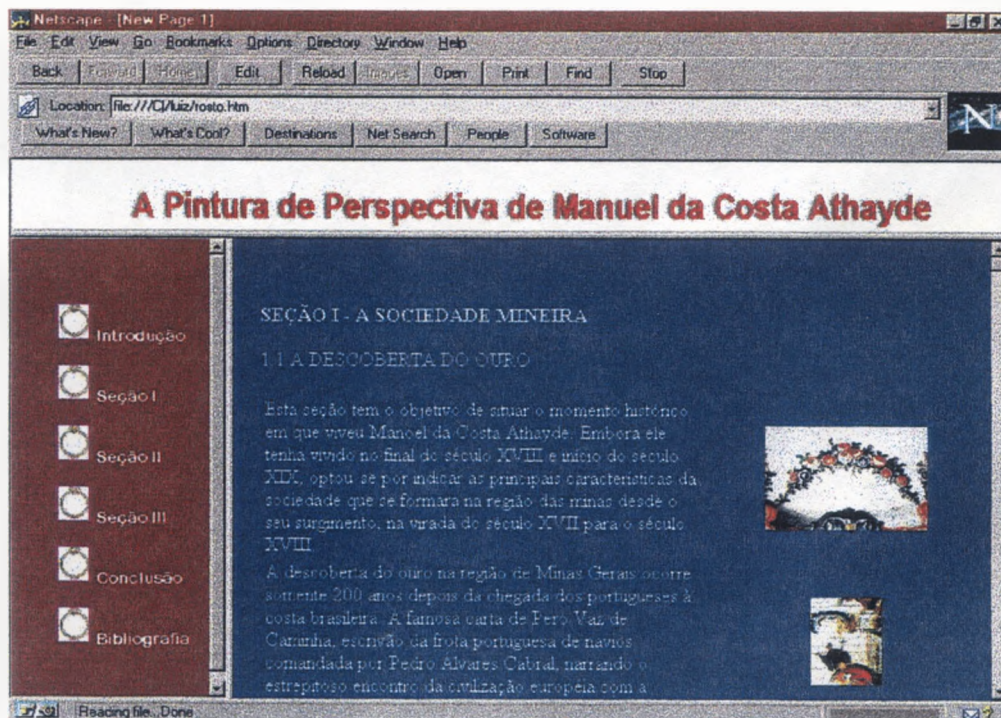 Netscape - [New Page 1]
File Edit View Go Bookmarks Options Directory Window Help
Back Forward Home Edit Reload Images Open Print Find Stop
Location: file:///C|/luiz/rosto.htm
What's New? What's Cool? Destinations Net Search People Software
N
A Pintura de Perspectiva de Manuel da Costa Athayde
Introdução
Seção I
Seção II
Seção III
Conclusão
Bibliografia
SEÇÃO I - A SOCIEDADE MINEIRA
1.1 A DESCOBERTA DO OURO
Esta seção tem o objetivo de situar o momento histórico
em que viveu Manoel da Costa Athayde. Embora ele
tenha vivido no final do século XVIII e início do século
XIX, optou se por indicar as principais características da
sociedade que se formara na região das minas desde o
seu surgimento, na virada do século XVII para o século
XVIII
A descoberta do ouro na região de Minas Gerais ocorre
somente 200 anos depois da chegada dos portugueses à
costa brasileira. A famosa carta de Pero Vaz de
Caminha, escrivão da frota portuguesa de navios
comandada por Pedro Álvares Cabral, narrando o
estrepitoso encontro da civilização europeia com a
Reading file...Done